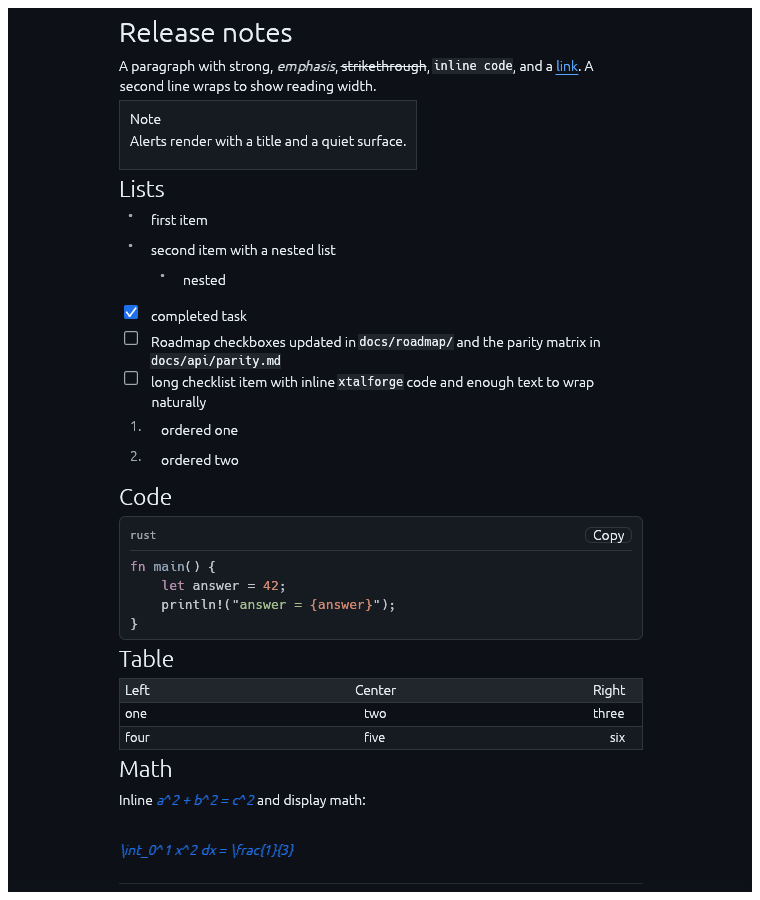 Release notes
A paragraph with strong, emphasis, strikethrough, inline code, and a link. A
second line wraps to show reading width.
Note
Alerts render with a title and a quiet surface.
Lists
• first item
• second item with a nested list
• nested
completed task
Roadmap checkboxes updated in docs/roadmap/ and the parity matrix in
docs/api/parity.md
long checklist item with inline xtalforge code and enough text to wrap
naturally
1. ordered one
2. ordered two
Code
rust Copy
fn main() {
    let answer = 42;
    println!("answer = {answer}");
}
Table
Left Center Right
one two three
four five six
Math
Inline a^2 + b^2 = c^2 and display math:
\int_0^1 x^2 dx = \frac{1}{3}